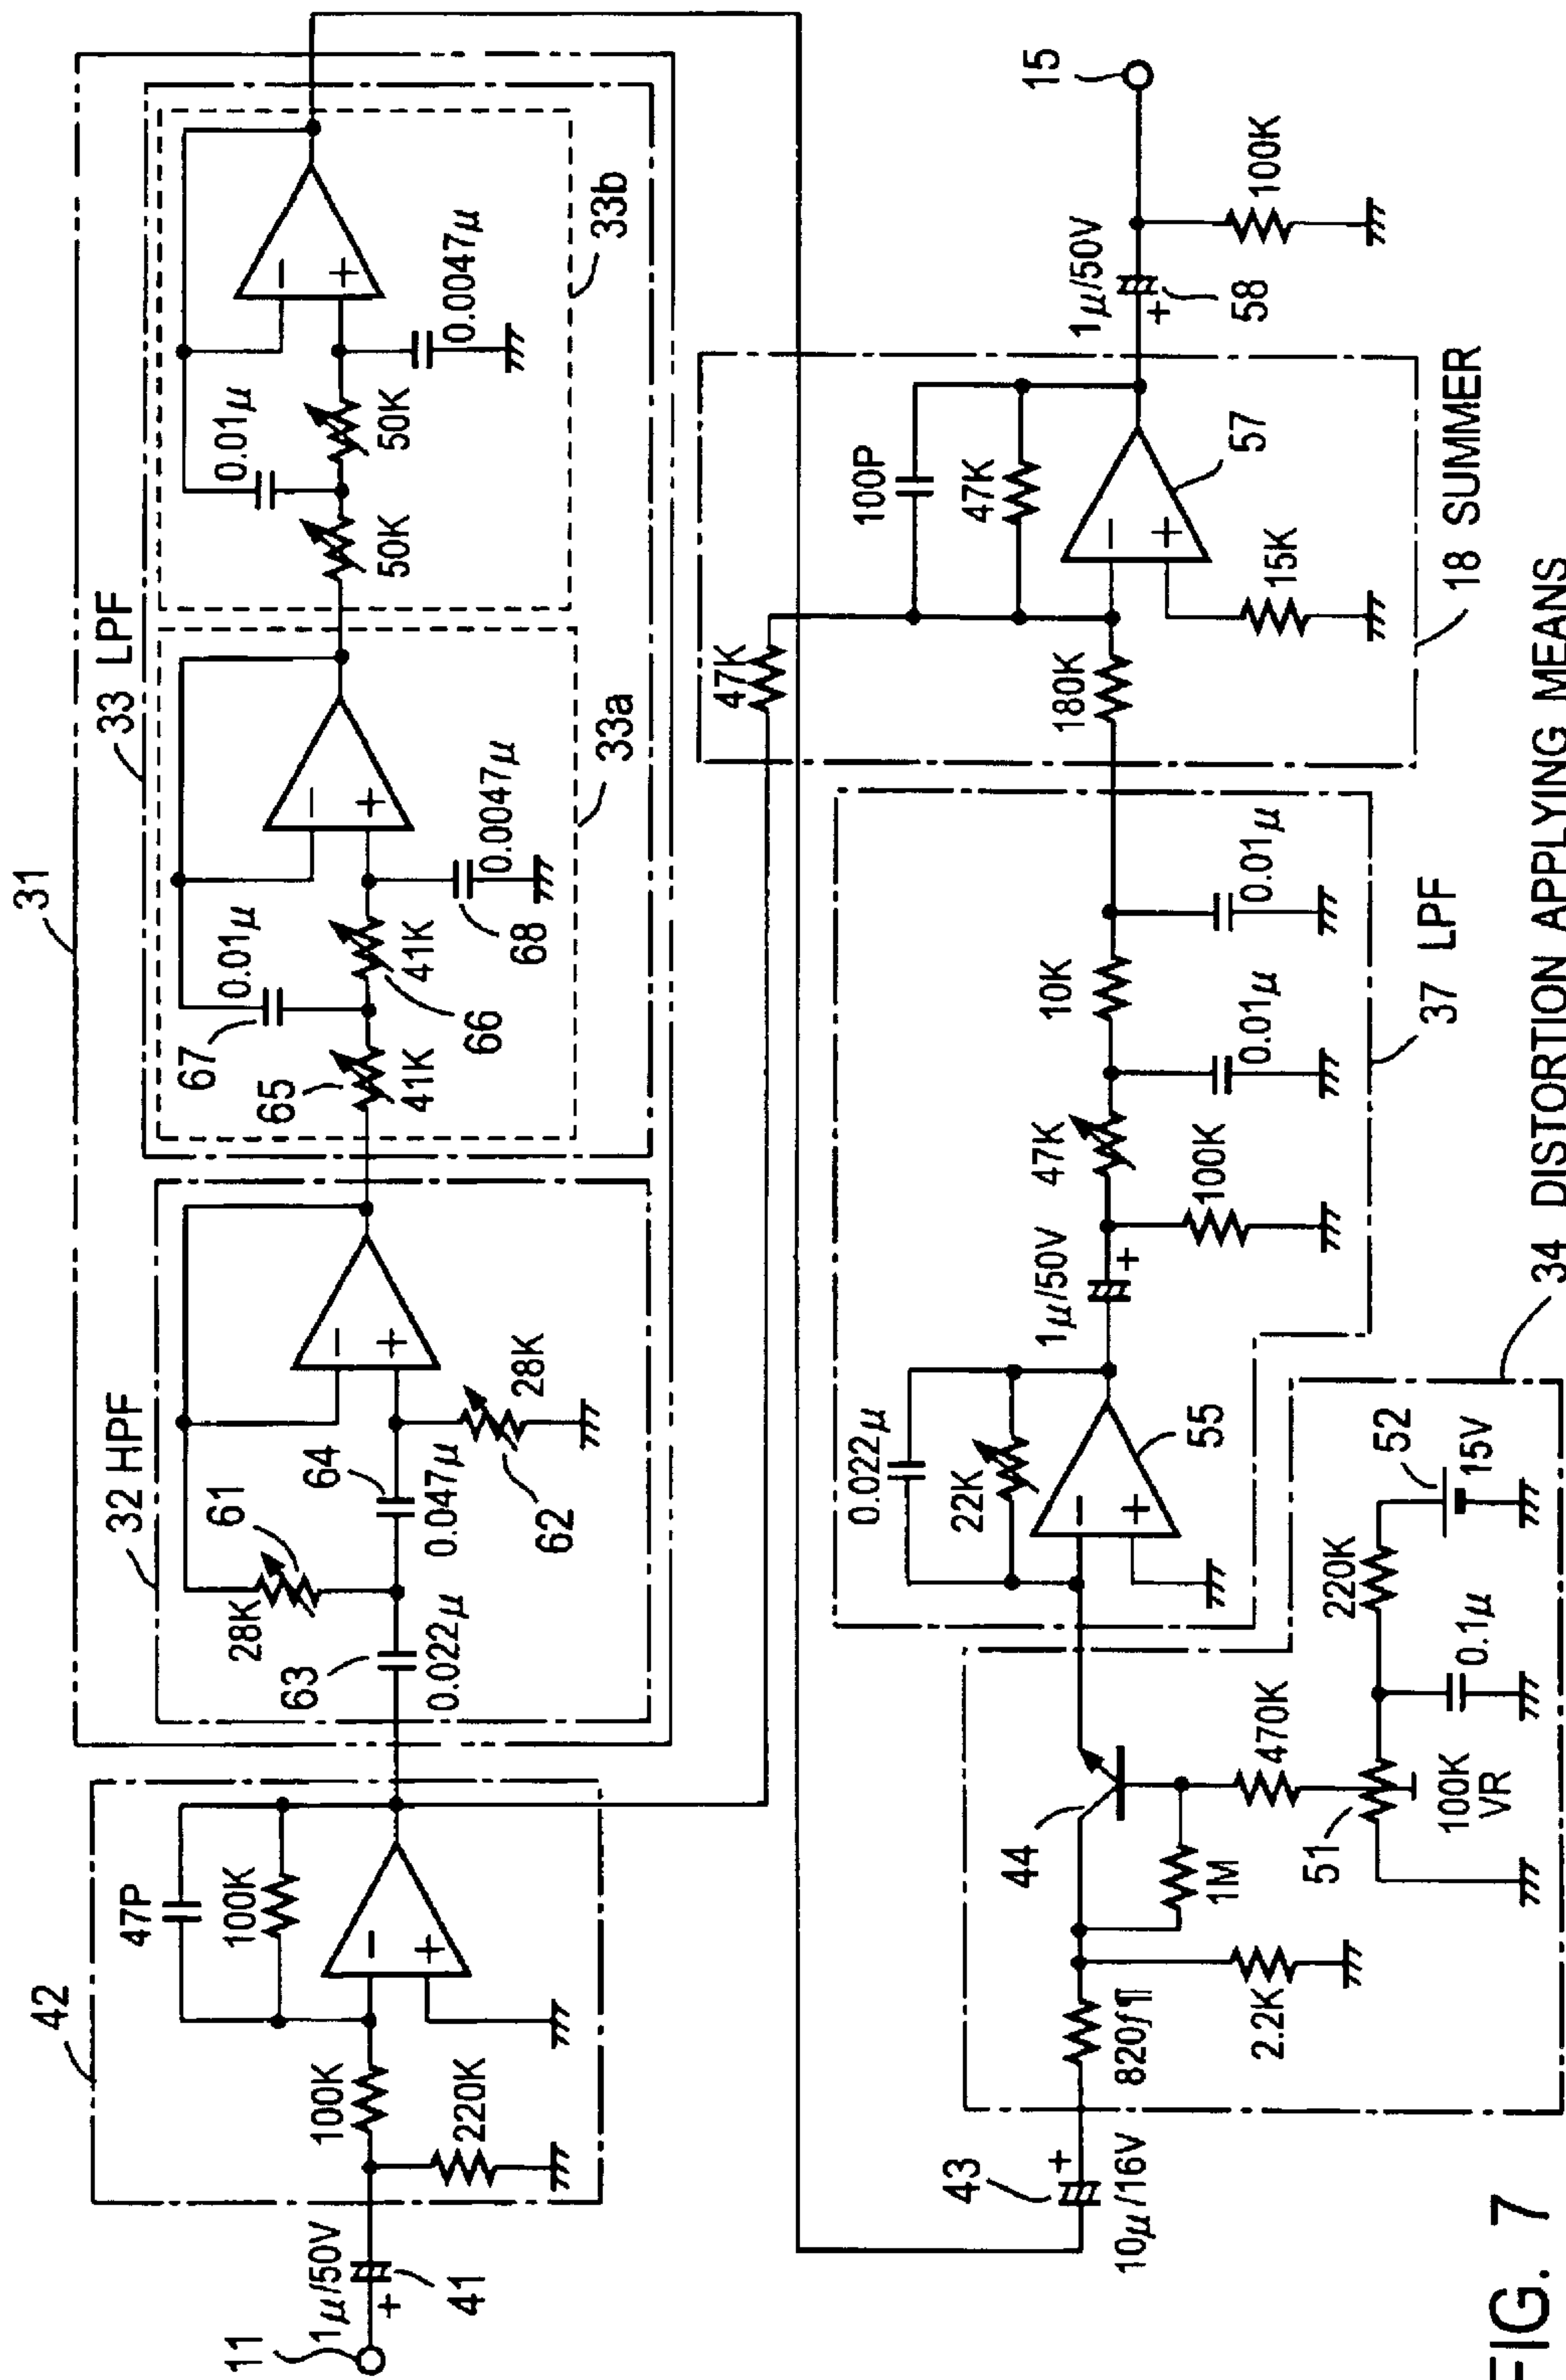 11
1μ/50V
+
41
42
100K
220K
47P
100K
−
+
31
32 HPF
63
0.022μ
28K
61
64
0.047μ
62
28K
−
+
33 LPF
65
41K
67
0.01μ
66
41K
68
0.0047μ
−
+
33a
50K
0.01μ
50K
0.0047μ
−
+
33b
43
+
10μ/16V
820f¶
2.2K
1M
44
470K
51
100K
VR
0.1μ
220K
52
15V
34 DISTORTION APPLYING MEANS
0.022μ
22K
−
+
55
1μ/50V
+
100K
47K
0.01μ
10K
0.01μ
37 LPF
47K
180K
100P
47K
−
+
15K
57
18 SUMMER
1μ/50V
+
58
100K
15
FIG. 7